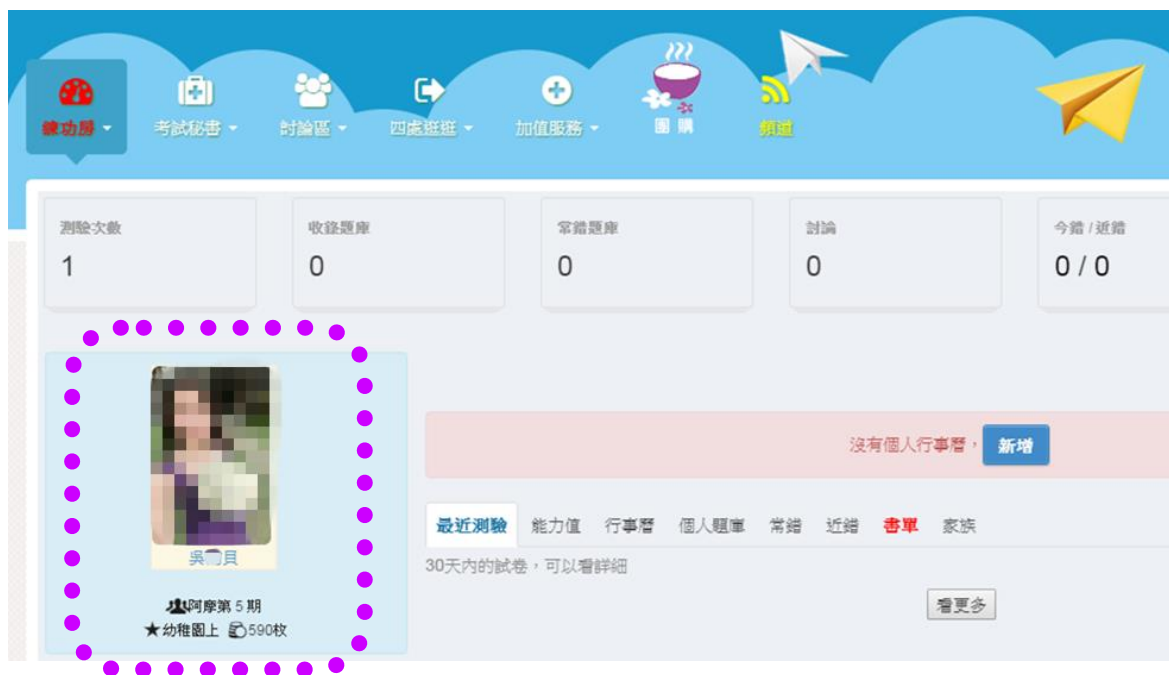 練功房
考試秘書
討論區
四處逛逛
加值服務
團購
頻道
測驗次數
收錄題庫
常錯題庫
討論
今錯 / 近錯
1
0
0
0
0 / 0
沒有個人行事曆，
新增
最近測驗 能力值 行事曆 個人題庫 常錯 近錯 書單 家族
30天內的試卷，可以看詳細
看更多
吳 貝
阿摩第 5 期
★幼稚園上 590枚